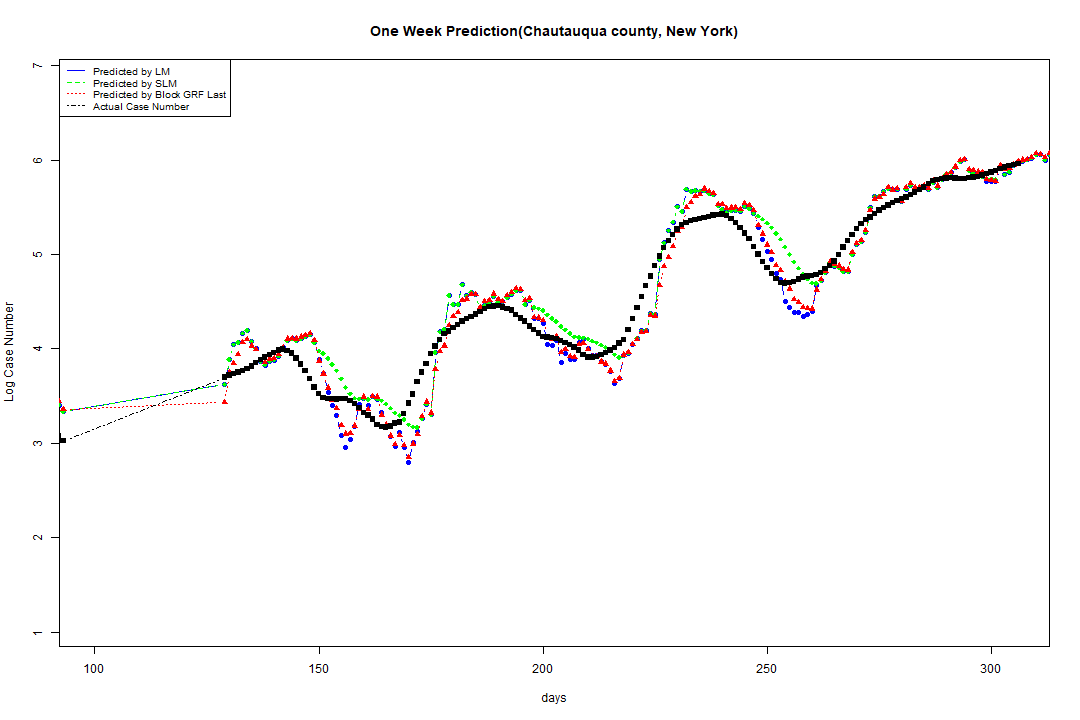 One Week Prediction(Chautauqua county, New York)
Predicted by LM
Predicted by SLM
Predicted by Block GRF Last
Actual Case Number
7
6
5
4
3
2
1
Log Case Number
100 150 200 250 300
days